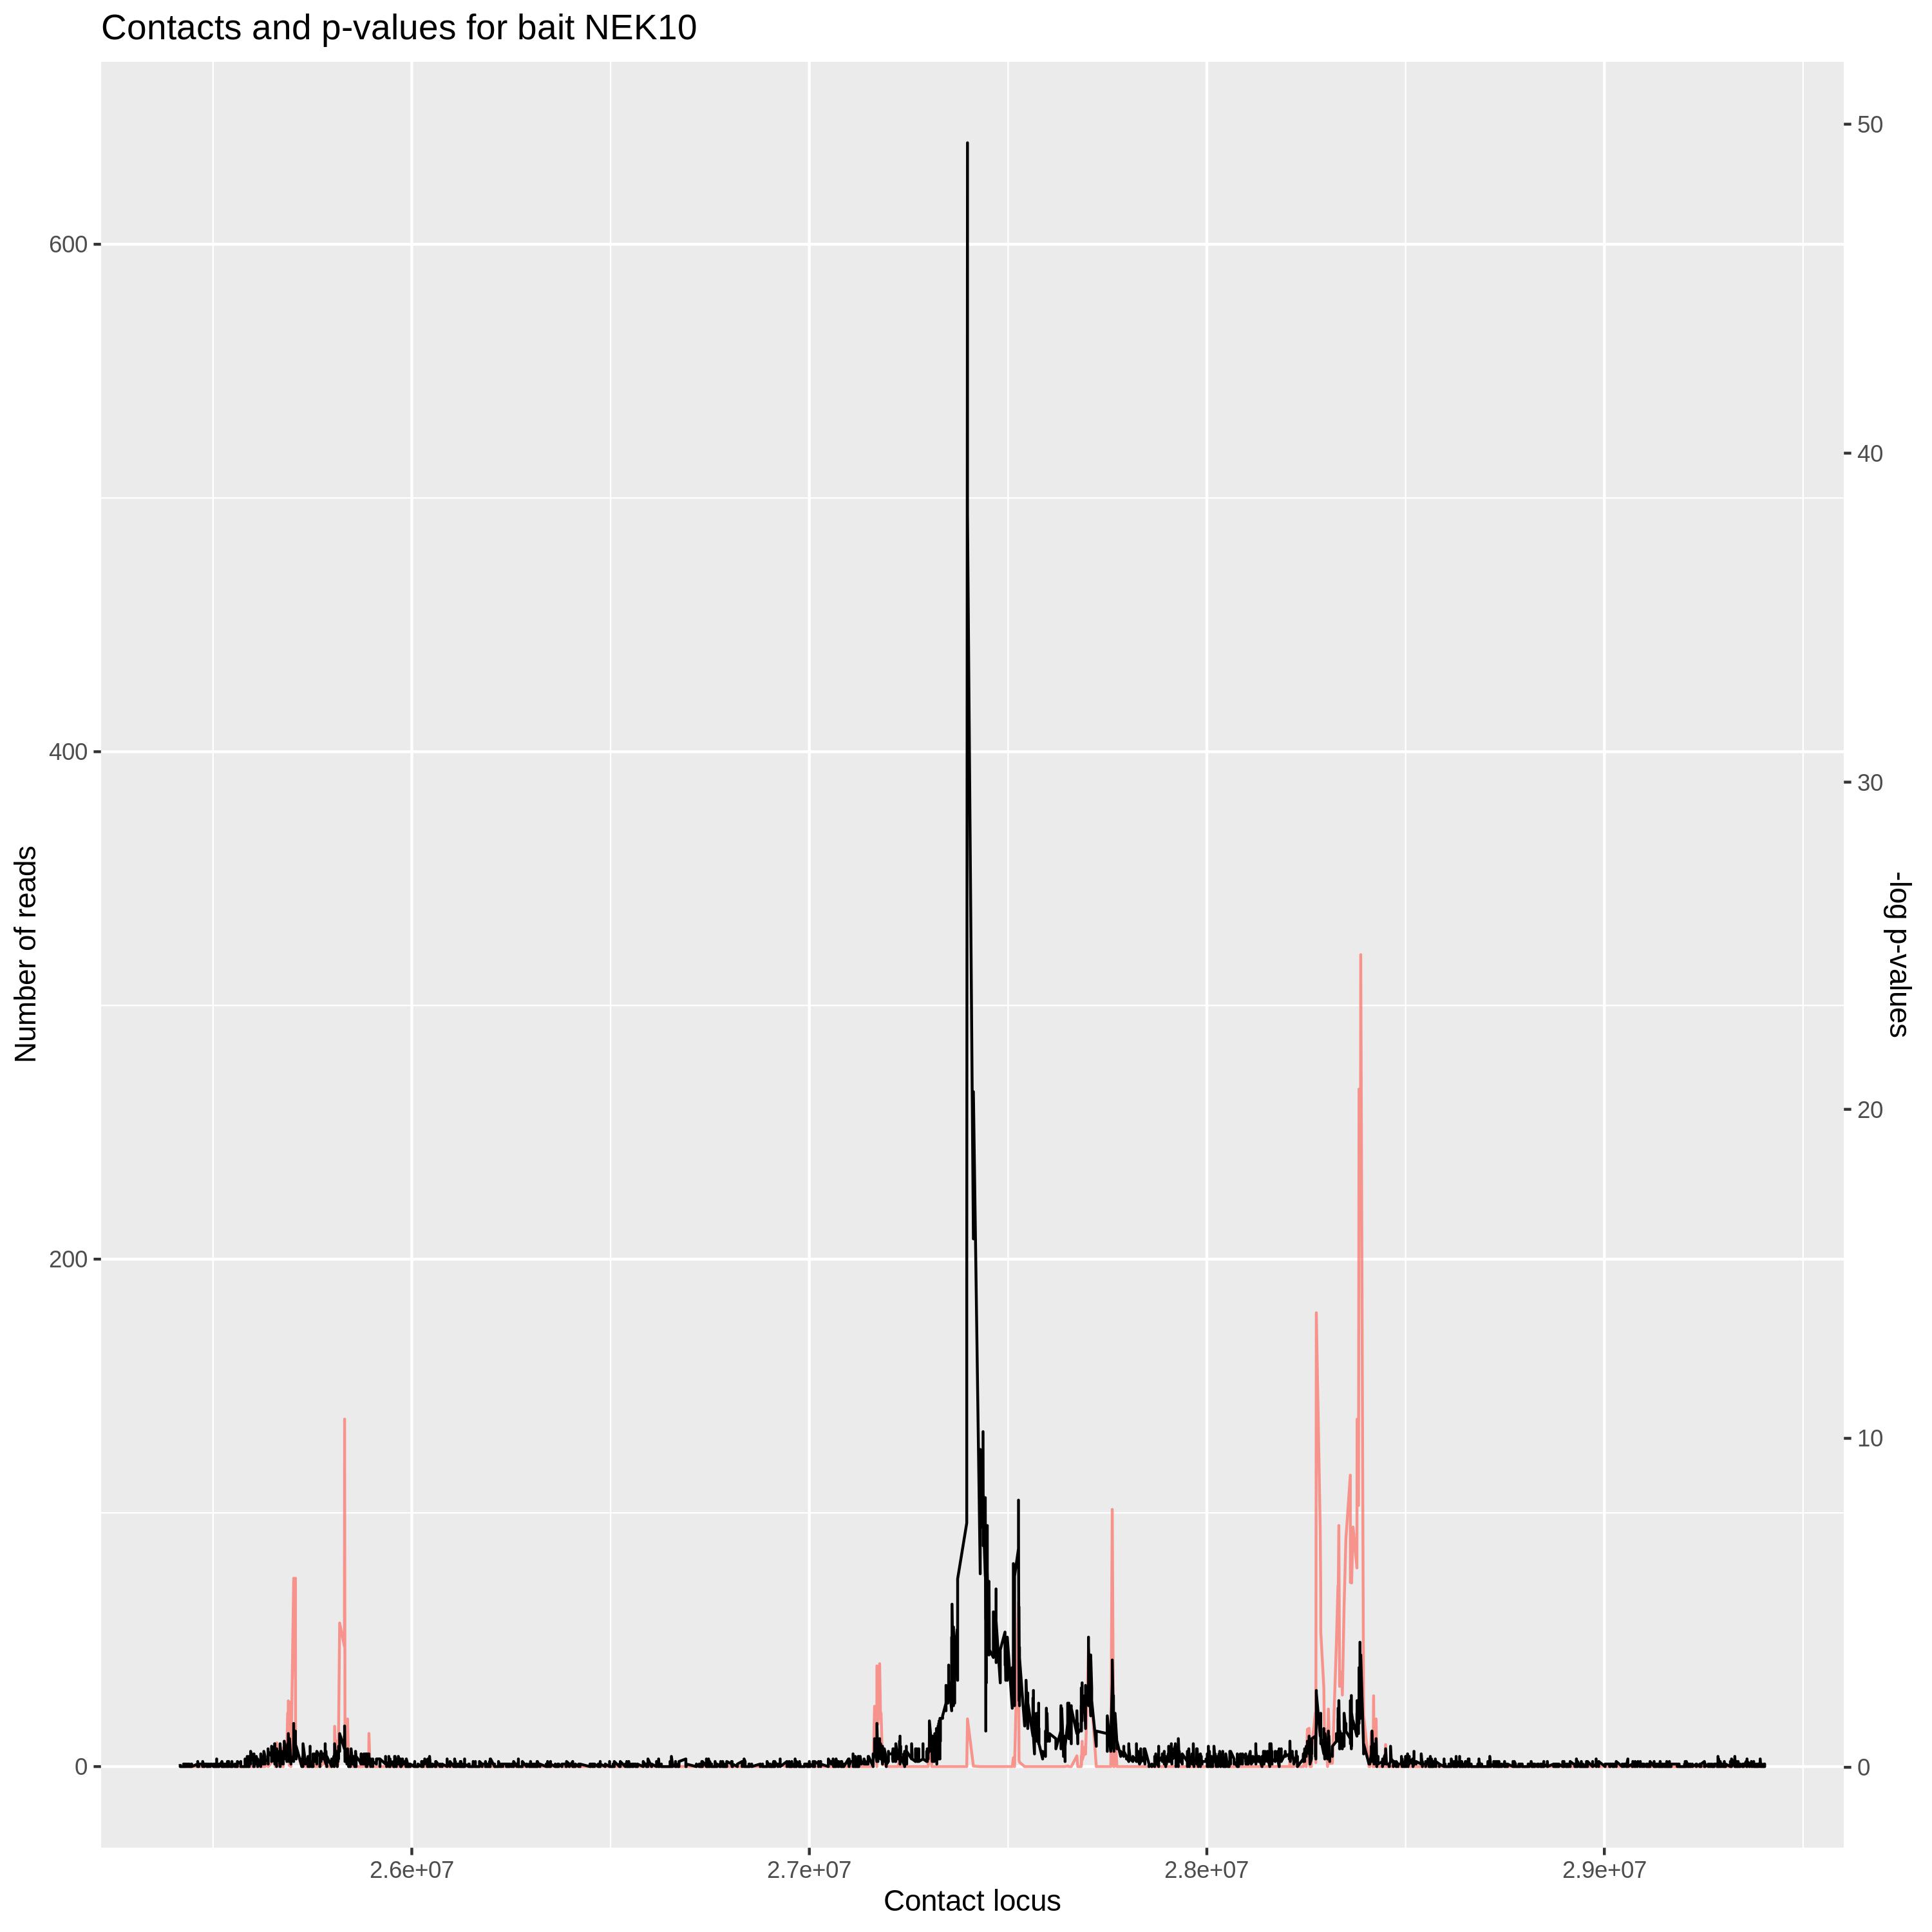 Contacts and p-values for bait NEK10
Number of reads
600
400
200
0
50
40
30
20
10
0
-log p-values
2.6e+07
2.7e+07
2.8e+07
2.9e+07
Contact locus